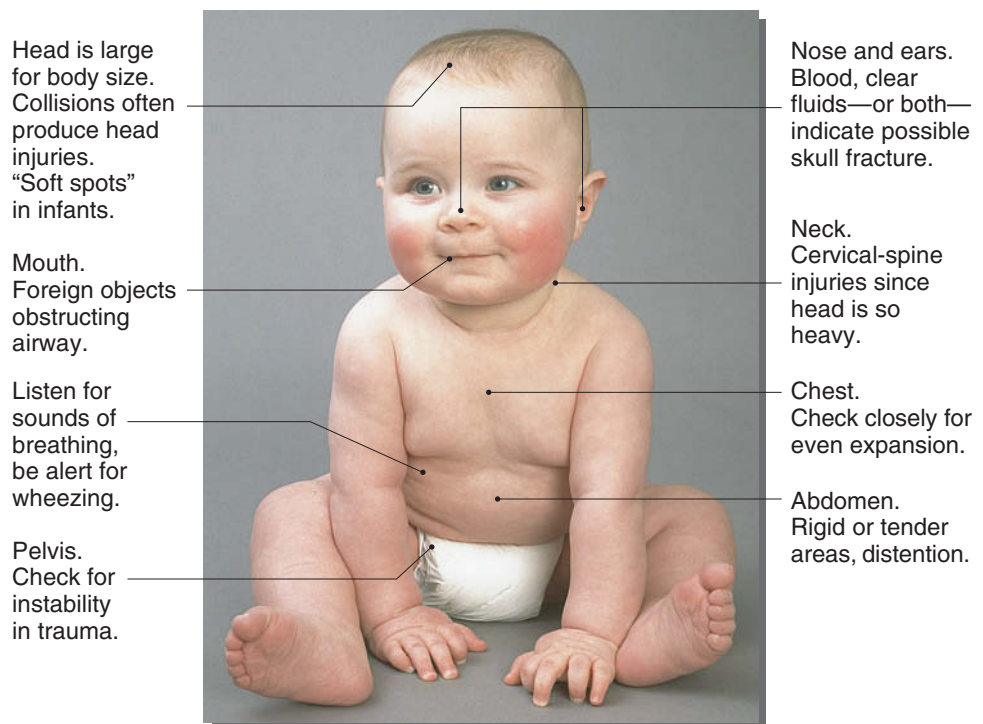 Head is large
for body size.
Collisions often
produce head
injuries.
“Soft spots”
in infants.
Mouth.
Foreign objects
obstructing
airway.
Listen for
sounds of
breathing,
be alert for
wheezing.
Pelvis.
Check for
instability
in trauma.
Nose and ears.
Blood, clear
fluids—or both—
indicate possible
skull fracture.
Neck.
Cervical-spine
injuries since
head is so
heavy.
Chest.
Check closely for
even expansion.
Abdomen.
Rigid or tender
areas, distention.